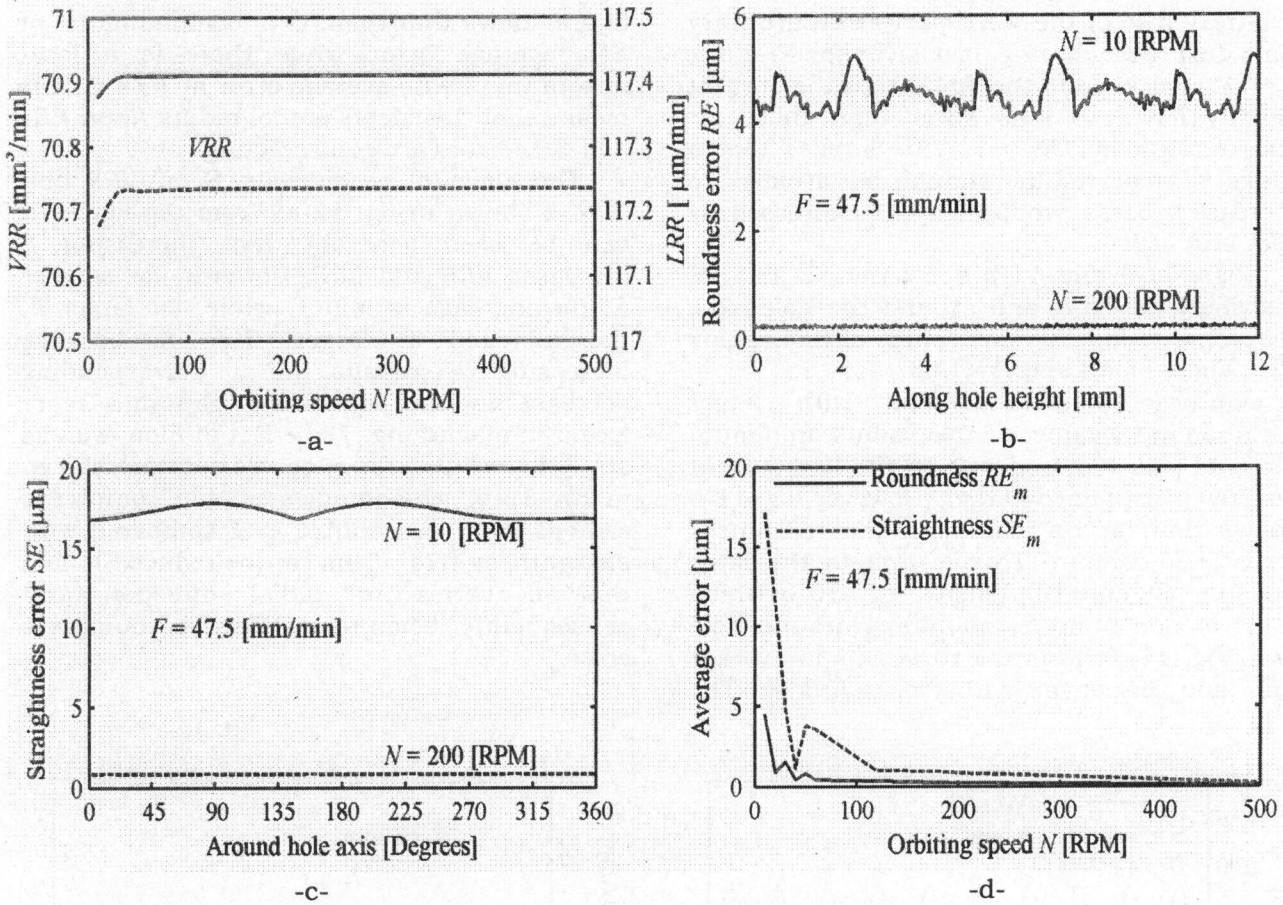 71
70.9
70.8
70.7
70.6
70.5
VRR [mm³/min]
VRR
117.5
117.4
117.3
117.2
117.1
117
LRR [ μm/min]
0 100 200 300 400 500
Orbiting speed N [RPM]
-a-
6
4
2
0
Roundness error RE [μm]
N = 10 [RPM]
F = 47.5 [mm/min]
N = 200 [RPM]
0 2 4 6 8 10 12
Along hole height [mm]
-b-
20
15
10
5
0
Straightness error SE [μm]
N = 10 [RPM]
F = 47.5 [mm/min]
N = 200 [RPM]
0 45 90 135 180 225 270 315 360
Around hole axis [Degrees]
-c-
20
15
10
5
0
Average error [μm]
Roundness REm
Straightness SEm
F = 47.5 [mm/min]
0 100 200 300 400 500
Orbiting speed N [RPM]
-d-